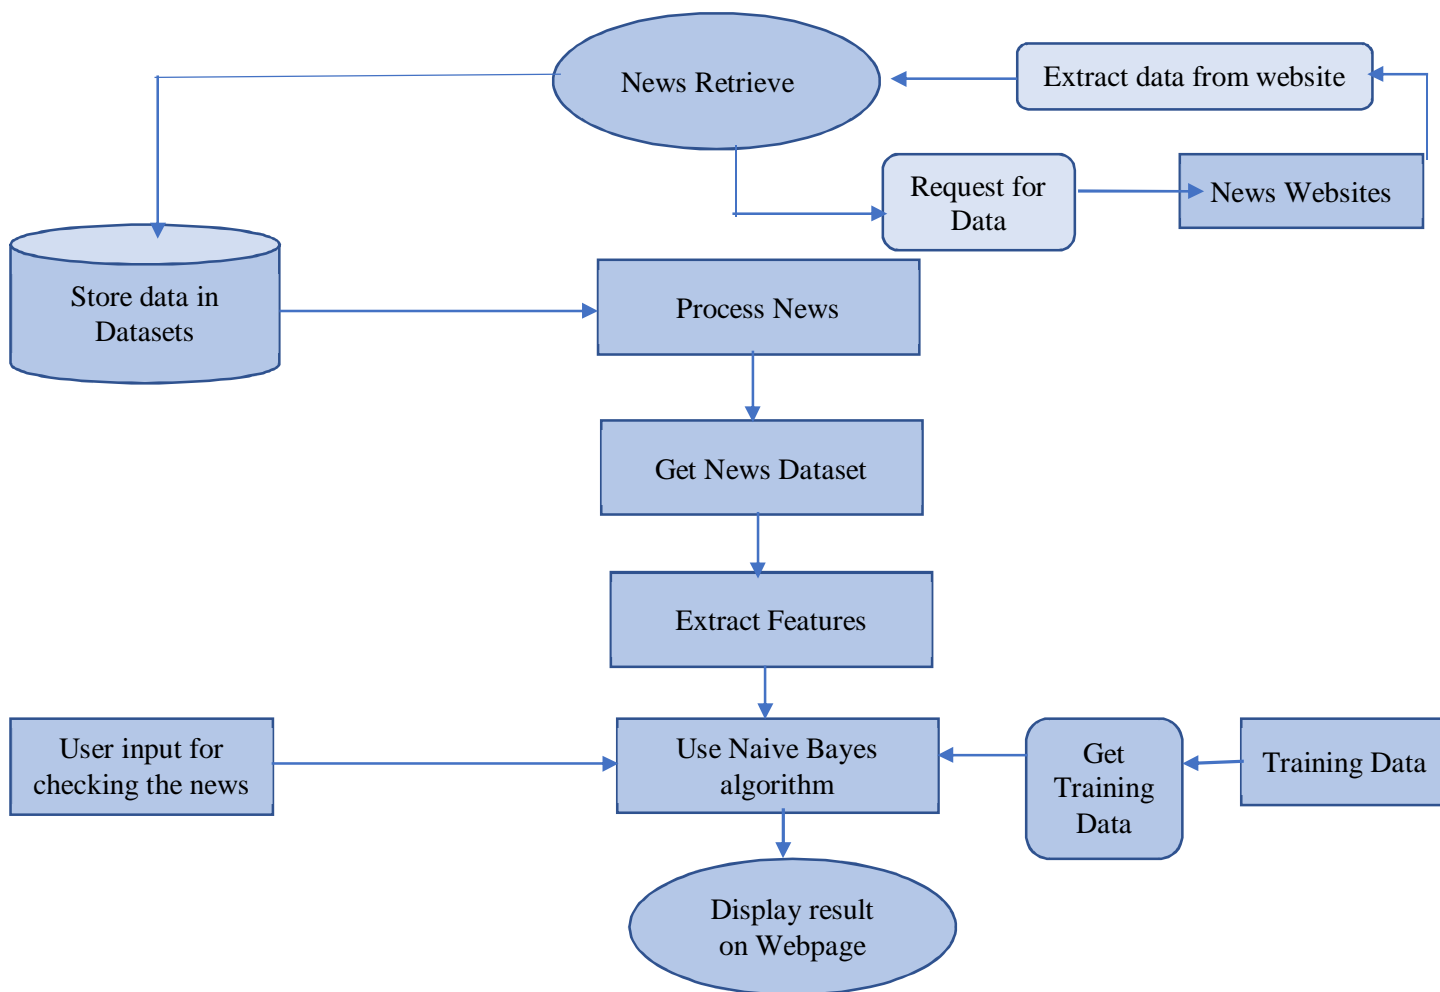 News Retrieve
Extract data from website
Request for
Data
News Websites
Store data in
Datasets
Process News
Get News Dataset
Extract Features
User input for
checking the news
Use Naive Bayes
algorithm
Get
Training
Data
Training Data
Display result
on Webpage